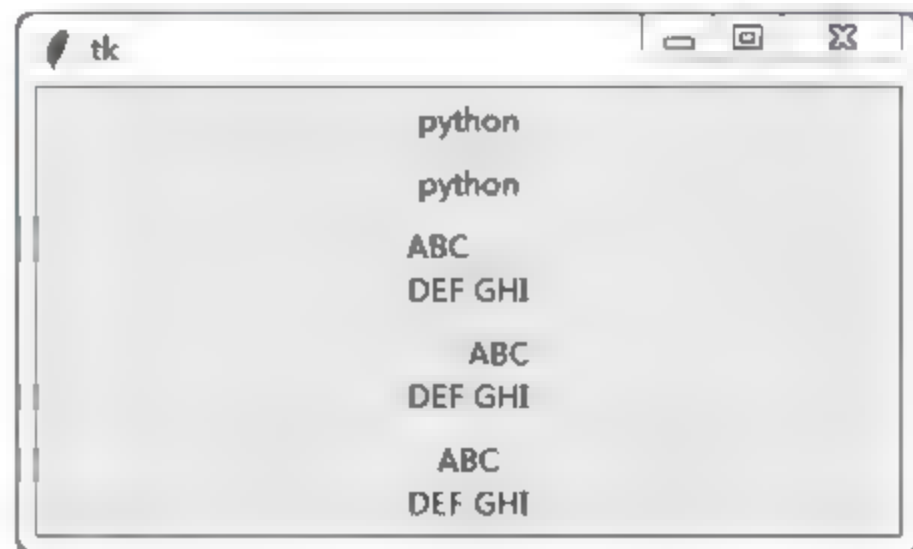 tk
python
python
ABC
DEF GHI
ABC
DEF GHI
ABC
DEF GHI